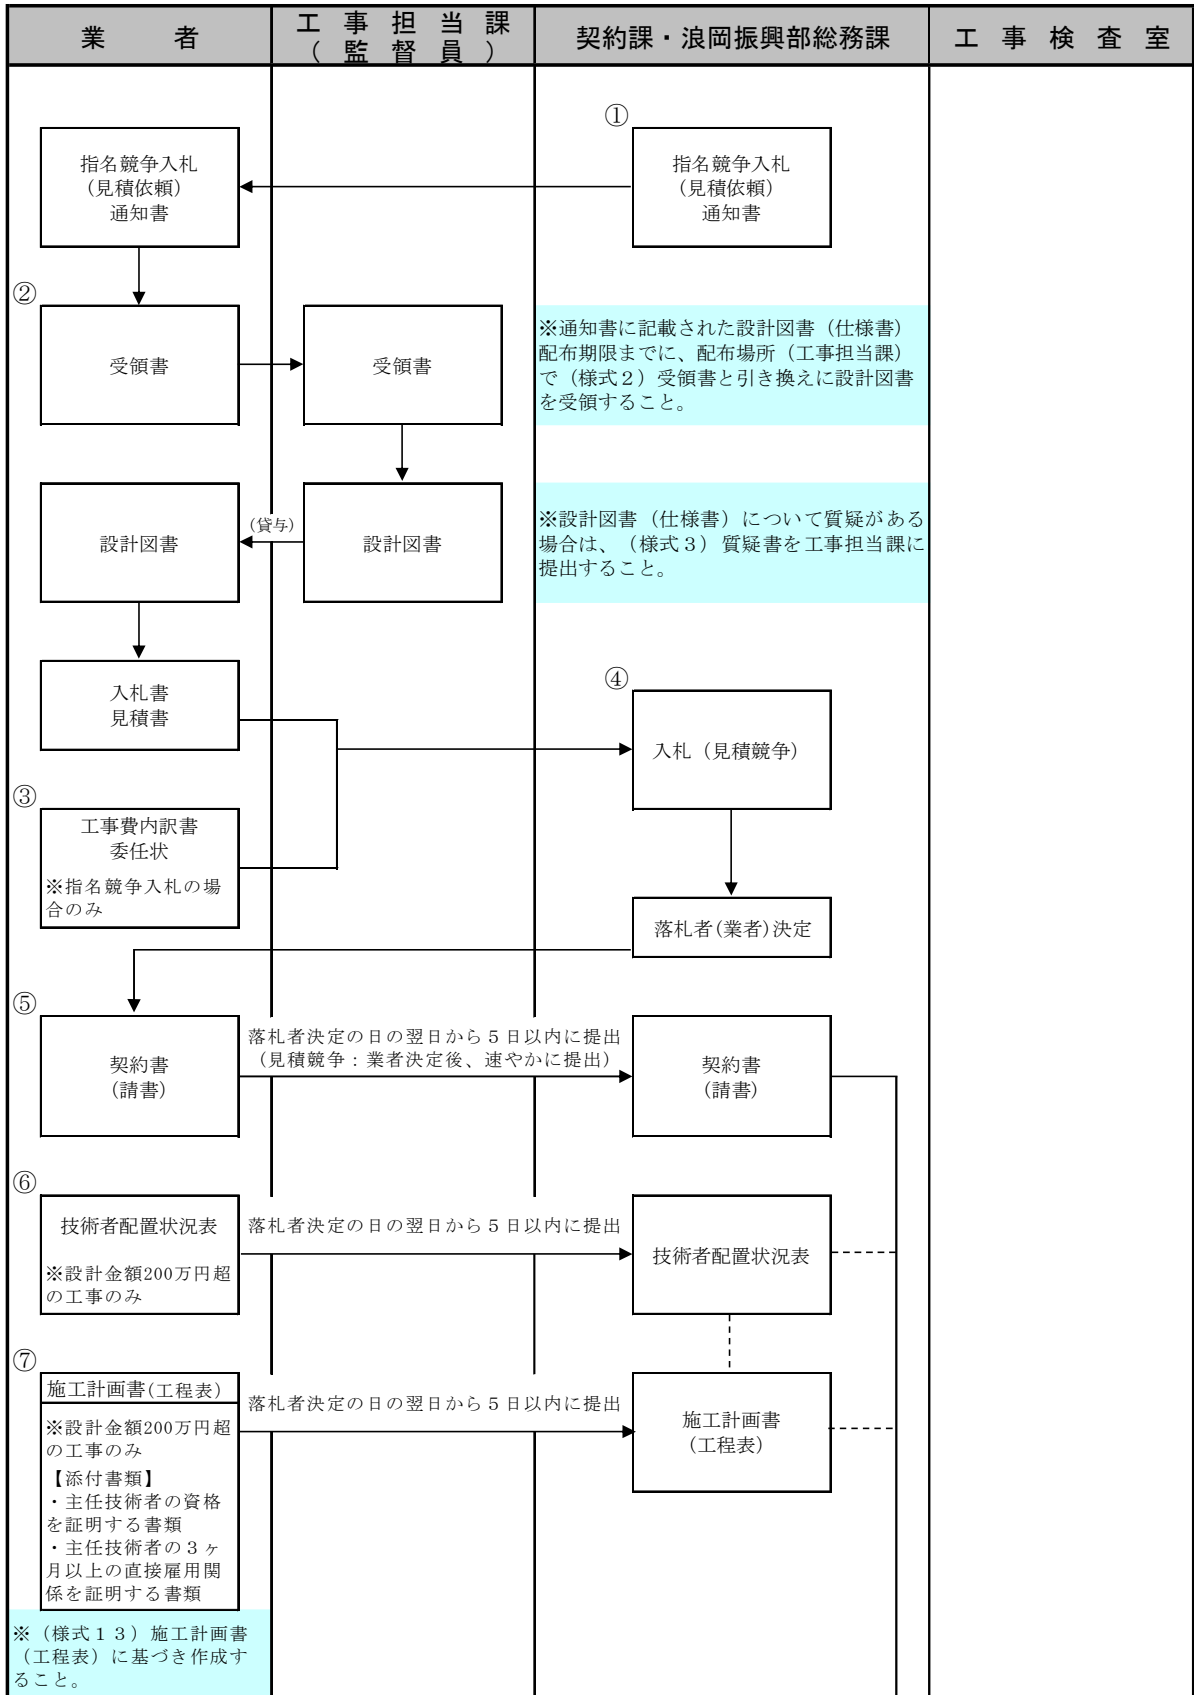 業　　　者
工　事　担　当　課
（　監　督　員　）
契約課・浪岡振興部総務課
工　事　検　査　室
①
指名競争入札
(見積依頼)
通知書
指名競争入札
(見積依頼)
通知書
②
受領書
受領書
※通知書に記載された設計図書（仕様書）
配布期限までに、配布場所（工事担当課）
で（様式２）受領書と引き換えに設計図書
を受領すること。
設計図書
(貸与)
設計図書
※設計図書（仕様書）について質疑がある
場合は、（様式３）質疑書を工事担当課に
提出すること。
入札書
見積書
④
入札（見積競争）
③
工事費内訳書
委任状
※指名競争入札の場
合のみ
落札者(業者)決定
⑤
契約書
(請書)
落札者決定の日の翌日から５日以内に提出
（見積競争：業者決定後、速やかに提出）
契約書
(請書)
⑥
技術者配置状況表
※設計金額200万円超
の工事のみ
落札者決定の日の翌日から５日以内に提出
技術者配置状況表
⑦
施工計画書(工程表)
※設計金額200万円超
の工事のみ
【添付書類】
・主任技術者の資格
を証明する書類
・主任技術者の３ヶ
月以上の直接雇用関
係を証明する書類
落札者決定の日の翌日から５日以内に提出
施工計画書
(工程表)
※（様式１３）施工計画書
（工程表）に基づき作成す
ること。